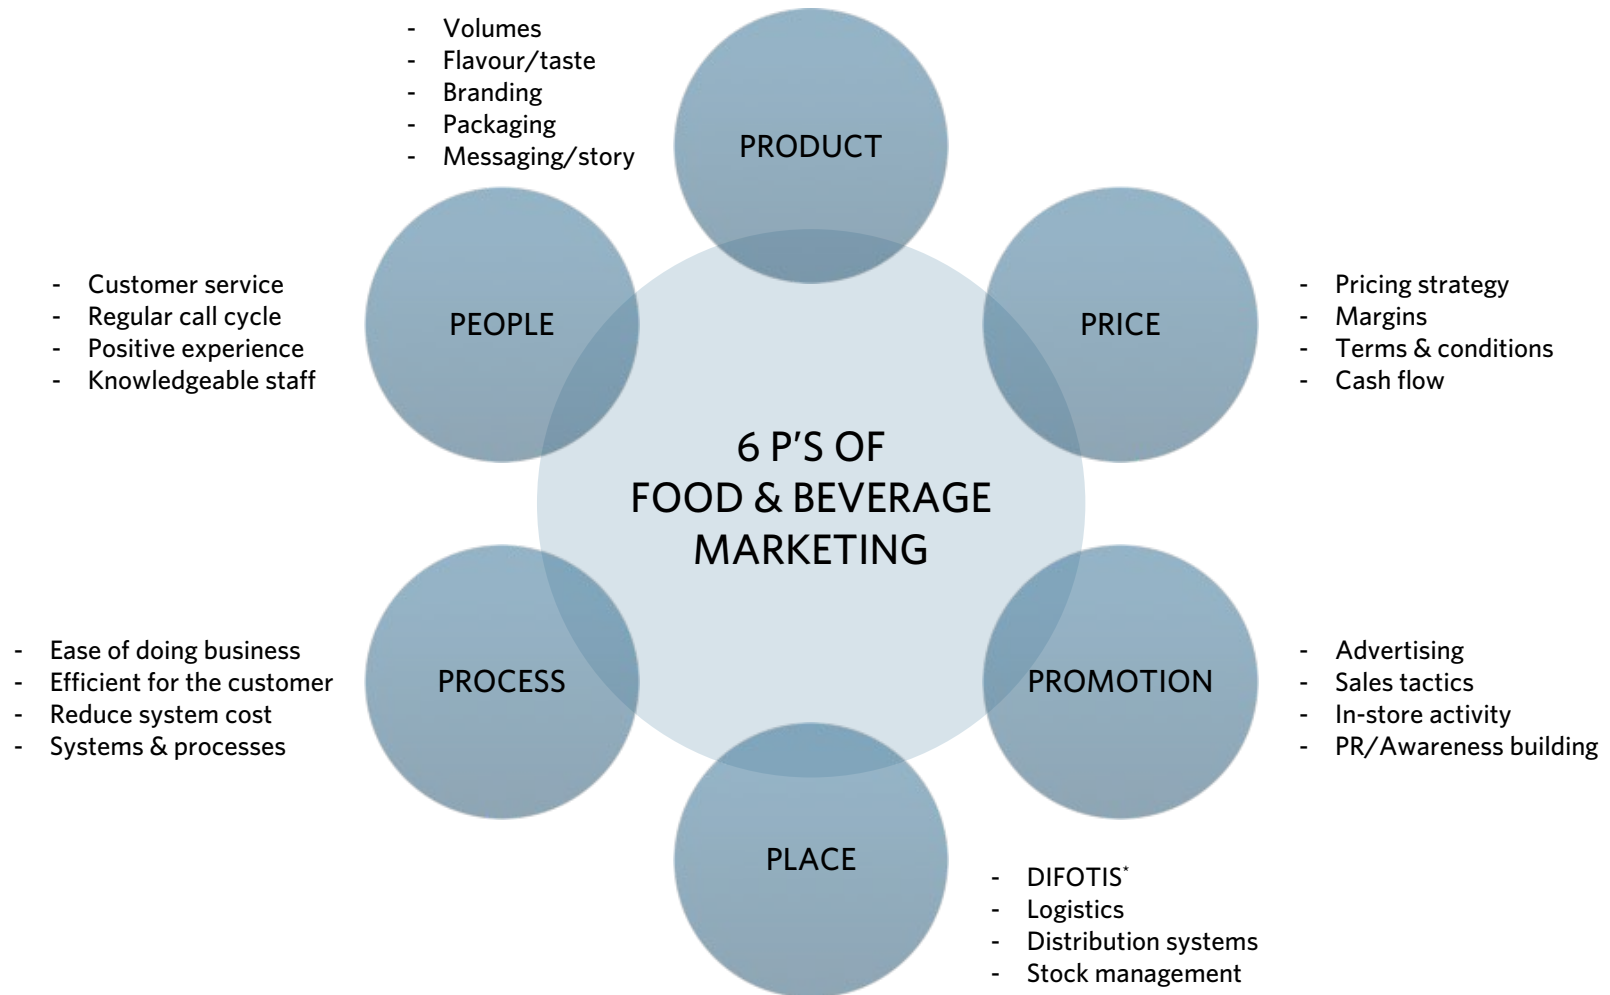 - Volumes
- Flavour/taste
- Branding
- Packaging
- Messaging/story
PRODUCT
PEOPLE
- Customer service
- Regular call cycle
- Positive experience
- Knowledgeable staff
PRICE
- Pricing strategy
- Margins
- Terms & conditions
- Cash flow
6 P’S OF
FOOD & BEVERAGE
MARKETING
PROCESS
- Ease of doing business
- Efficient for the customer
- Reduce system cost
- Systems & processes
PROMOTION
- Advertising
- Sales tactics
- In-store activity
- PR/Awareness building
PLACE
- DIFOTIS*
- Logistics
- Distribution systems
- Stock management